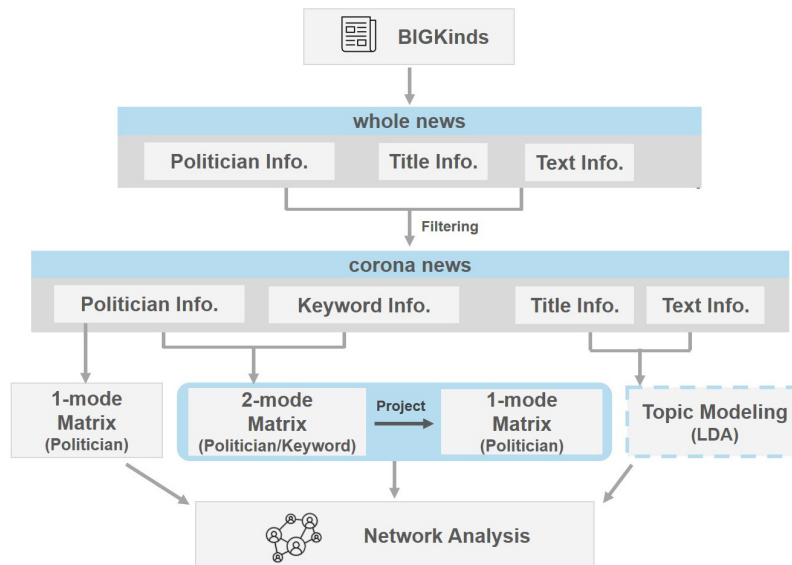 BIGKinds
whole news
Politician Info.
Title Info.
Text Info.
Filtering
corona news
Politician Info.
Keyword Info.
Title Info.
Text Info.
1-mode
Matrix
(Politician)
2-mode
Matrix
(Politician/Keyword)
Project
1-mode
Matrix
(Politician)
Topic Modeling
(LDA)
Network Analysis